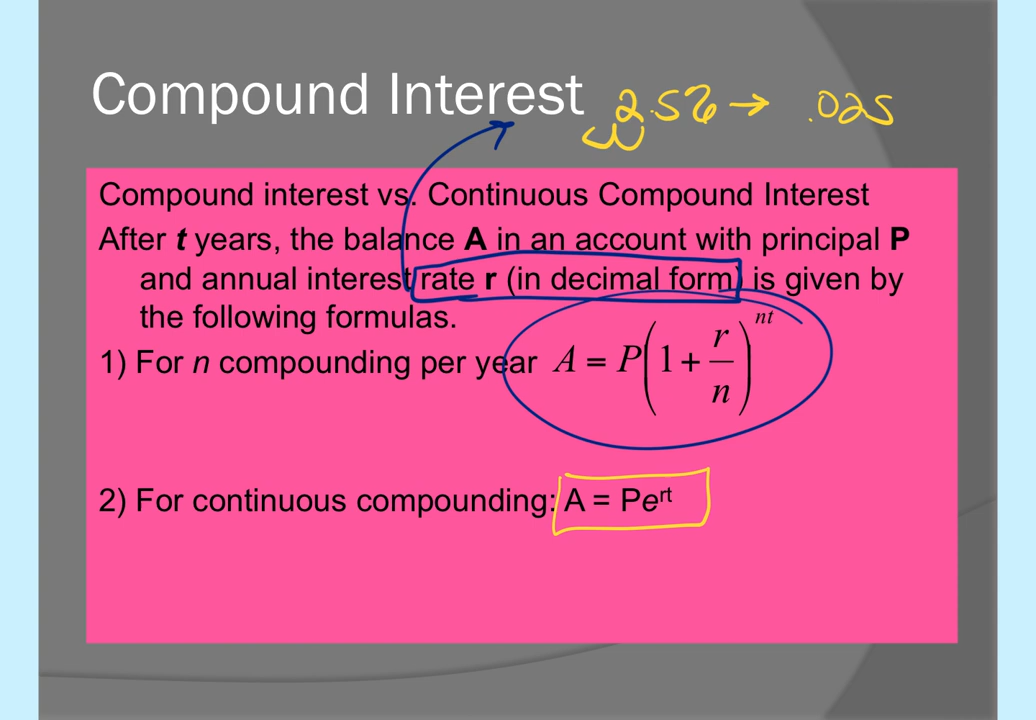 Compound Interest 2.5% → .025
Compound interest vs. Continuous Compound Interest
After t years, the balance A in an account with principal P
and annual interest rate r (in decimal form) is given by
the following formulas.
1) For n compounding per year A = P(1 + r/n)^nt
2) For continuous compounding: A = Pe^rt